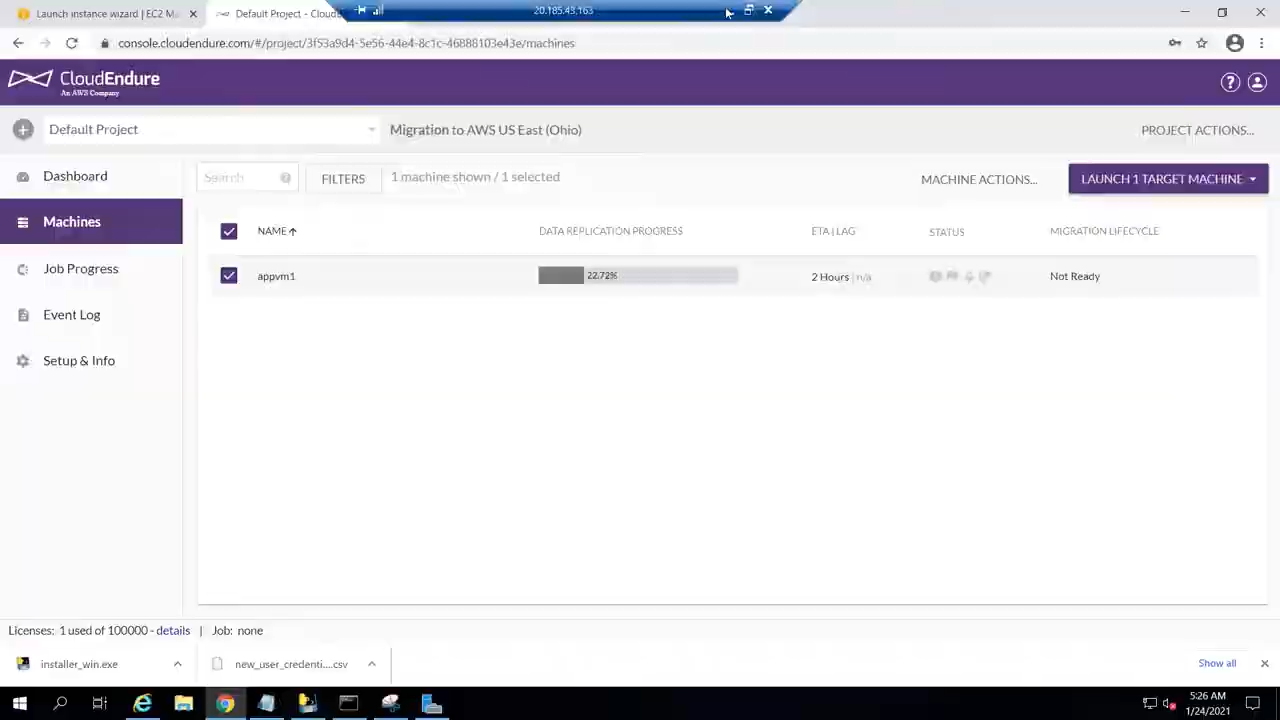 Launch instance wizard | EC2 M
Default Project - Cloud
20.185.43.163
console.cloudendure.com/#/project/3f53a9d4-5e56-44e4-8c1c-46888103e43e/machines
CloudEndure
An AWS Company
Default Project
Migration to AWS US East (Ohio)
PROJECT ACTIONS...
Dashboard
Machines
Job Progress
Event Log
Setup & Info
Search
FILTERS
1 machine shown / 1 selected
MACHINE ACTIONS...
LAUNCH 1 TARGET MACHINE
NAME
DATA REPLICATION PROGRESS
ETA | LAG
STATUS
MIGRATION LIFECYCLE
appvm1
22.72%
2 Hours | n/a
Not Ready
Licenses: 1 used of 100000 - details | Job: none
installer_win.exe
new_user_credenti....csv
Show all
5:26 AM
1/24/2021